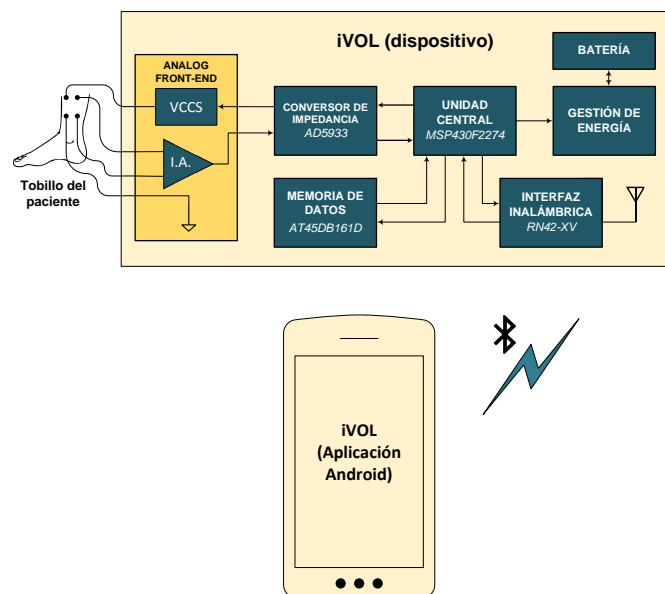 iVOL (dispositivo)
ANALOG
FRONT-END
VCCS
I.A.
Tobillo del
paciente
CONVERSOR DE
IMPEDANCIA
AD5933
UNIDAD
CENTRAL
MSP430F2274
BATERÍA
GESTIÓN DE
ENERGÍA
MEMORIA DE
DATOS
AT45DB161D
INTERFAZ
INALÁMBRICA
RN42-XV
iVOL
(Aplicación
Android)